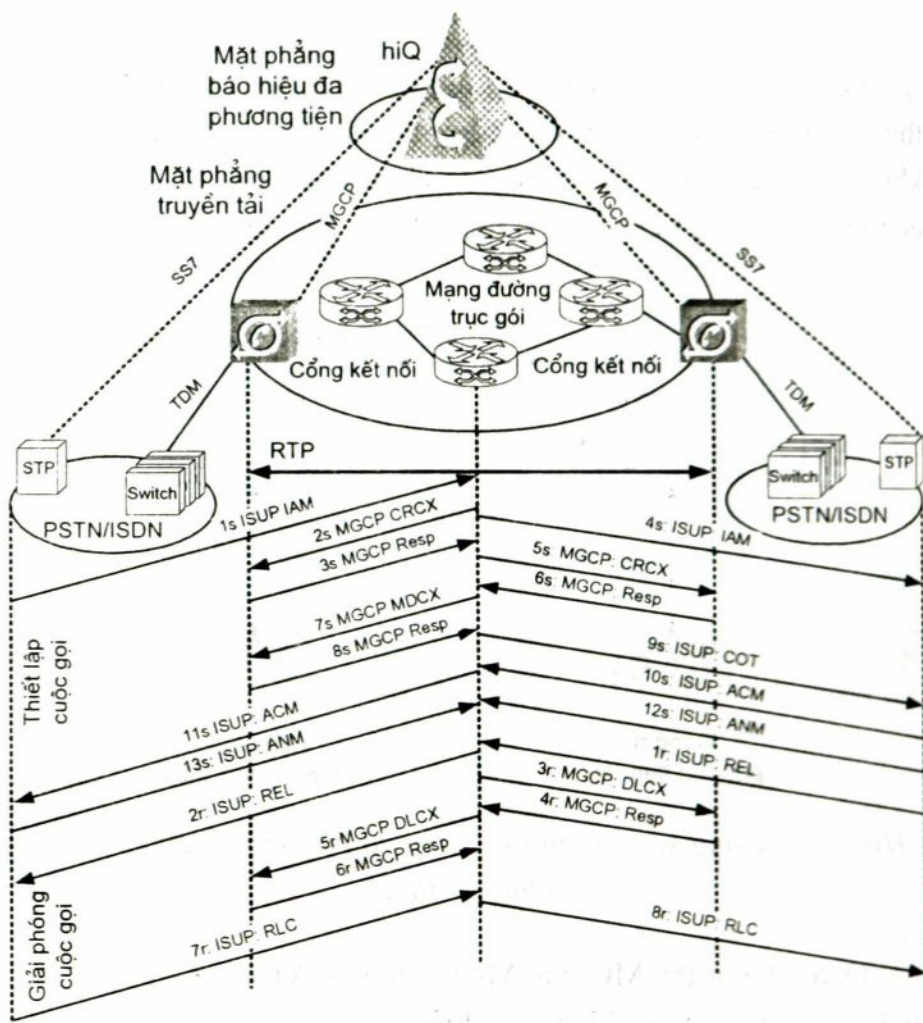 Mặt phẳng
báo hiệu đa
phương tiện
hiQ
Mặt phẳng
truyền tải
MGCP
MGCP
SS7
SS7
Mạng đường
trục gói
Cổng kết nối
Cổng kết nối
TDM
TDM
STP
Switch
PSTN/ISDN
RTP
Switch
STP
PSTN/ISDN
1s ISUP IAM
2s MGCP CRCX
3s MGCP Resp
4s: ISUP: IAM
5s: MGCP: CRCX
6s: MGCP: Resp
7s MGCP MDCX
8s MGCP Resp
9s: ISUP: COT
10s: ISUP: ACM
11s ISUP: ACM
12s: ISUP: ANM
13s: ISUP: ANM
1r: ISUP: REL
2r: ISUP: REL
3r: MGCP: DLCX
4r: MGCP: Resp
5r MGCP DLCX
6r MGCP Resp
7r: ISUP: RLC
8r: ISUP: RLC
Thiết lập
cuộc gọi
Giải phóng
cuộc gọi